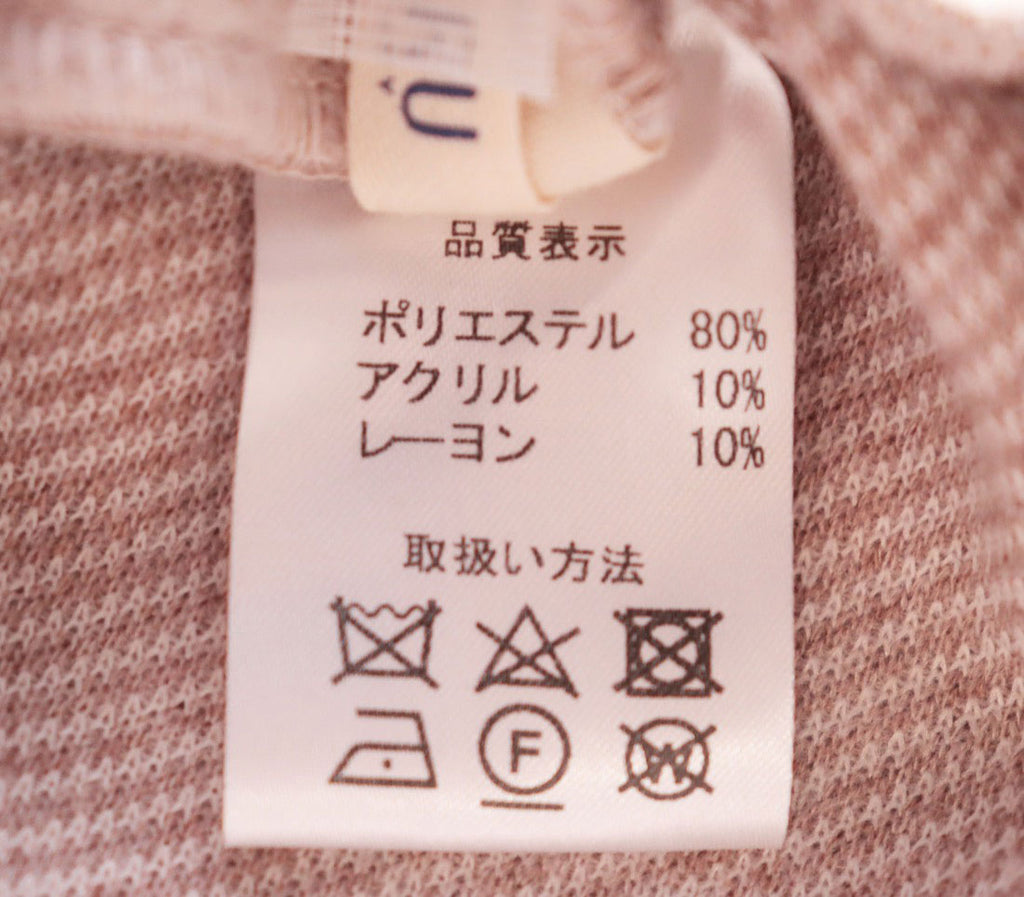 品質表示
ポリエステル 80%
アクリル 10%
レーヨン 10%
取扱い方法
F
W